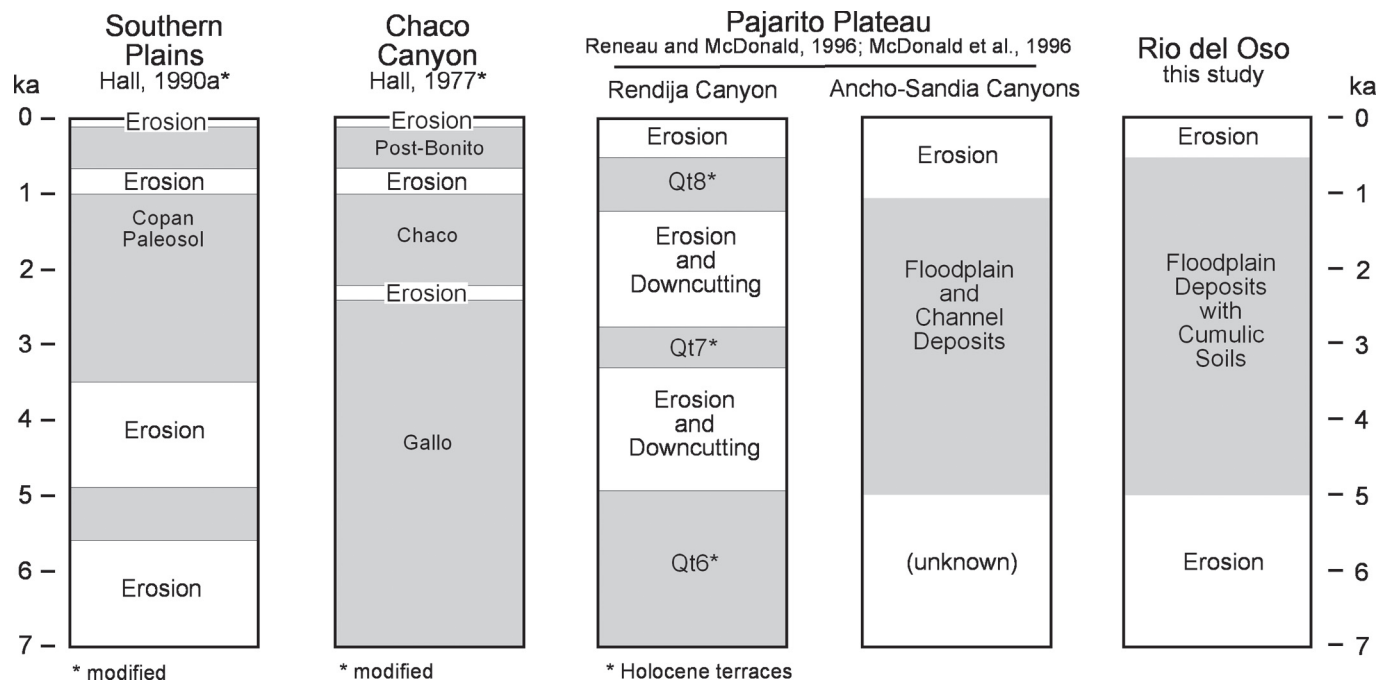 Southern
Plains
Hall, 1990a*
Chaco
Canyon
Hall, 1977*
Pajarito Plateau
Reneau and McDonald, 1996; McDonald et al., 1996
Rendija Canyon
Ancho-Sandia Canyons
Rio del Oso
this study
ka
0
1
2
3
4
5
6
7
Erosion
Erosion
Copan
Paleosol
Erosion
Erosion
* modified
Erosion
Post-Bonito
Erosion
Chaco
Erosion
Gallo
* modified
Erosion
Qt8*
Erosion
and
Downcutting
Qt7*
Erosion
and
Downcutting
Qt6*
* Holocene terraces
Erosion
Floodplain
and
Channel
Deposits
(unknown)
Erosion
Floodplain
Deposits
with
Cumulic
Soils
Erosion
ka
0
1
2
3
4
5
6
7